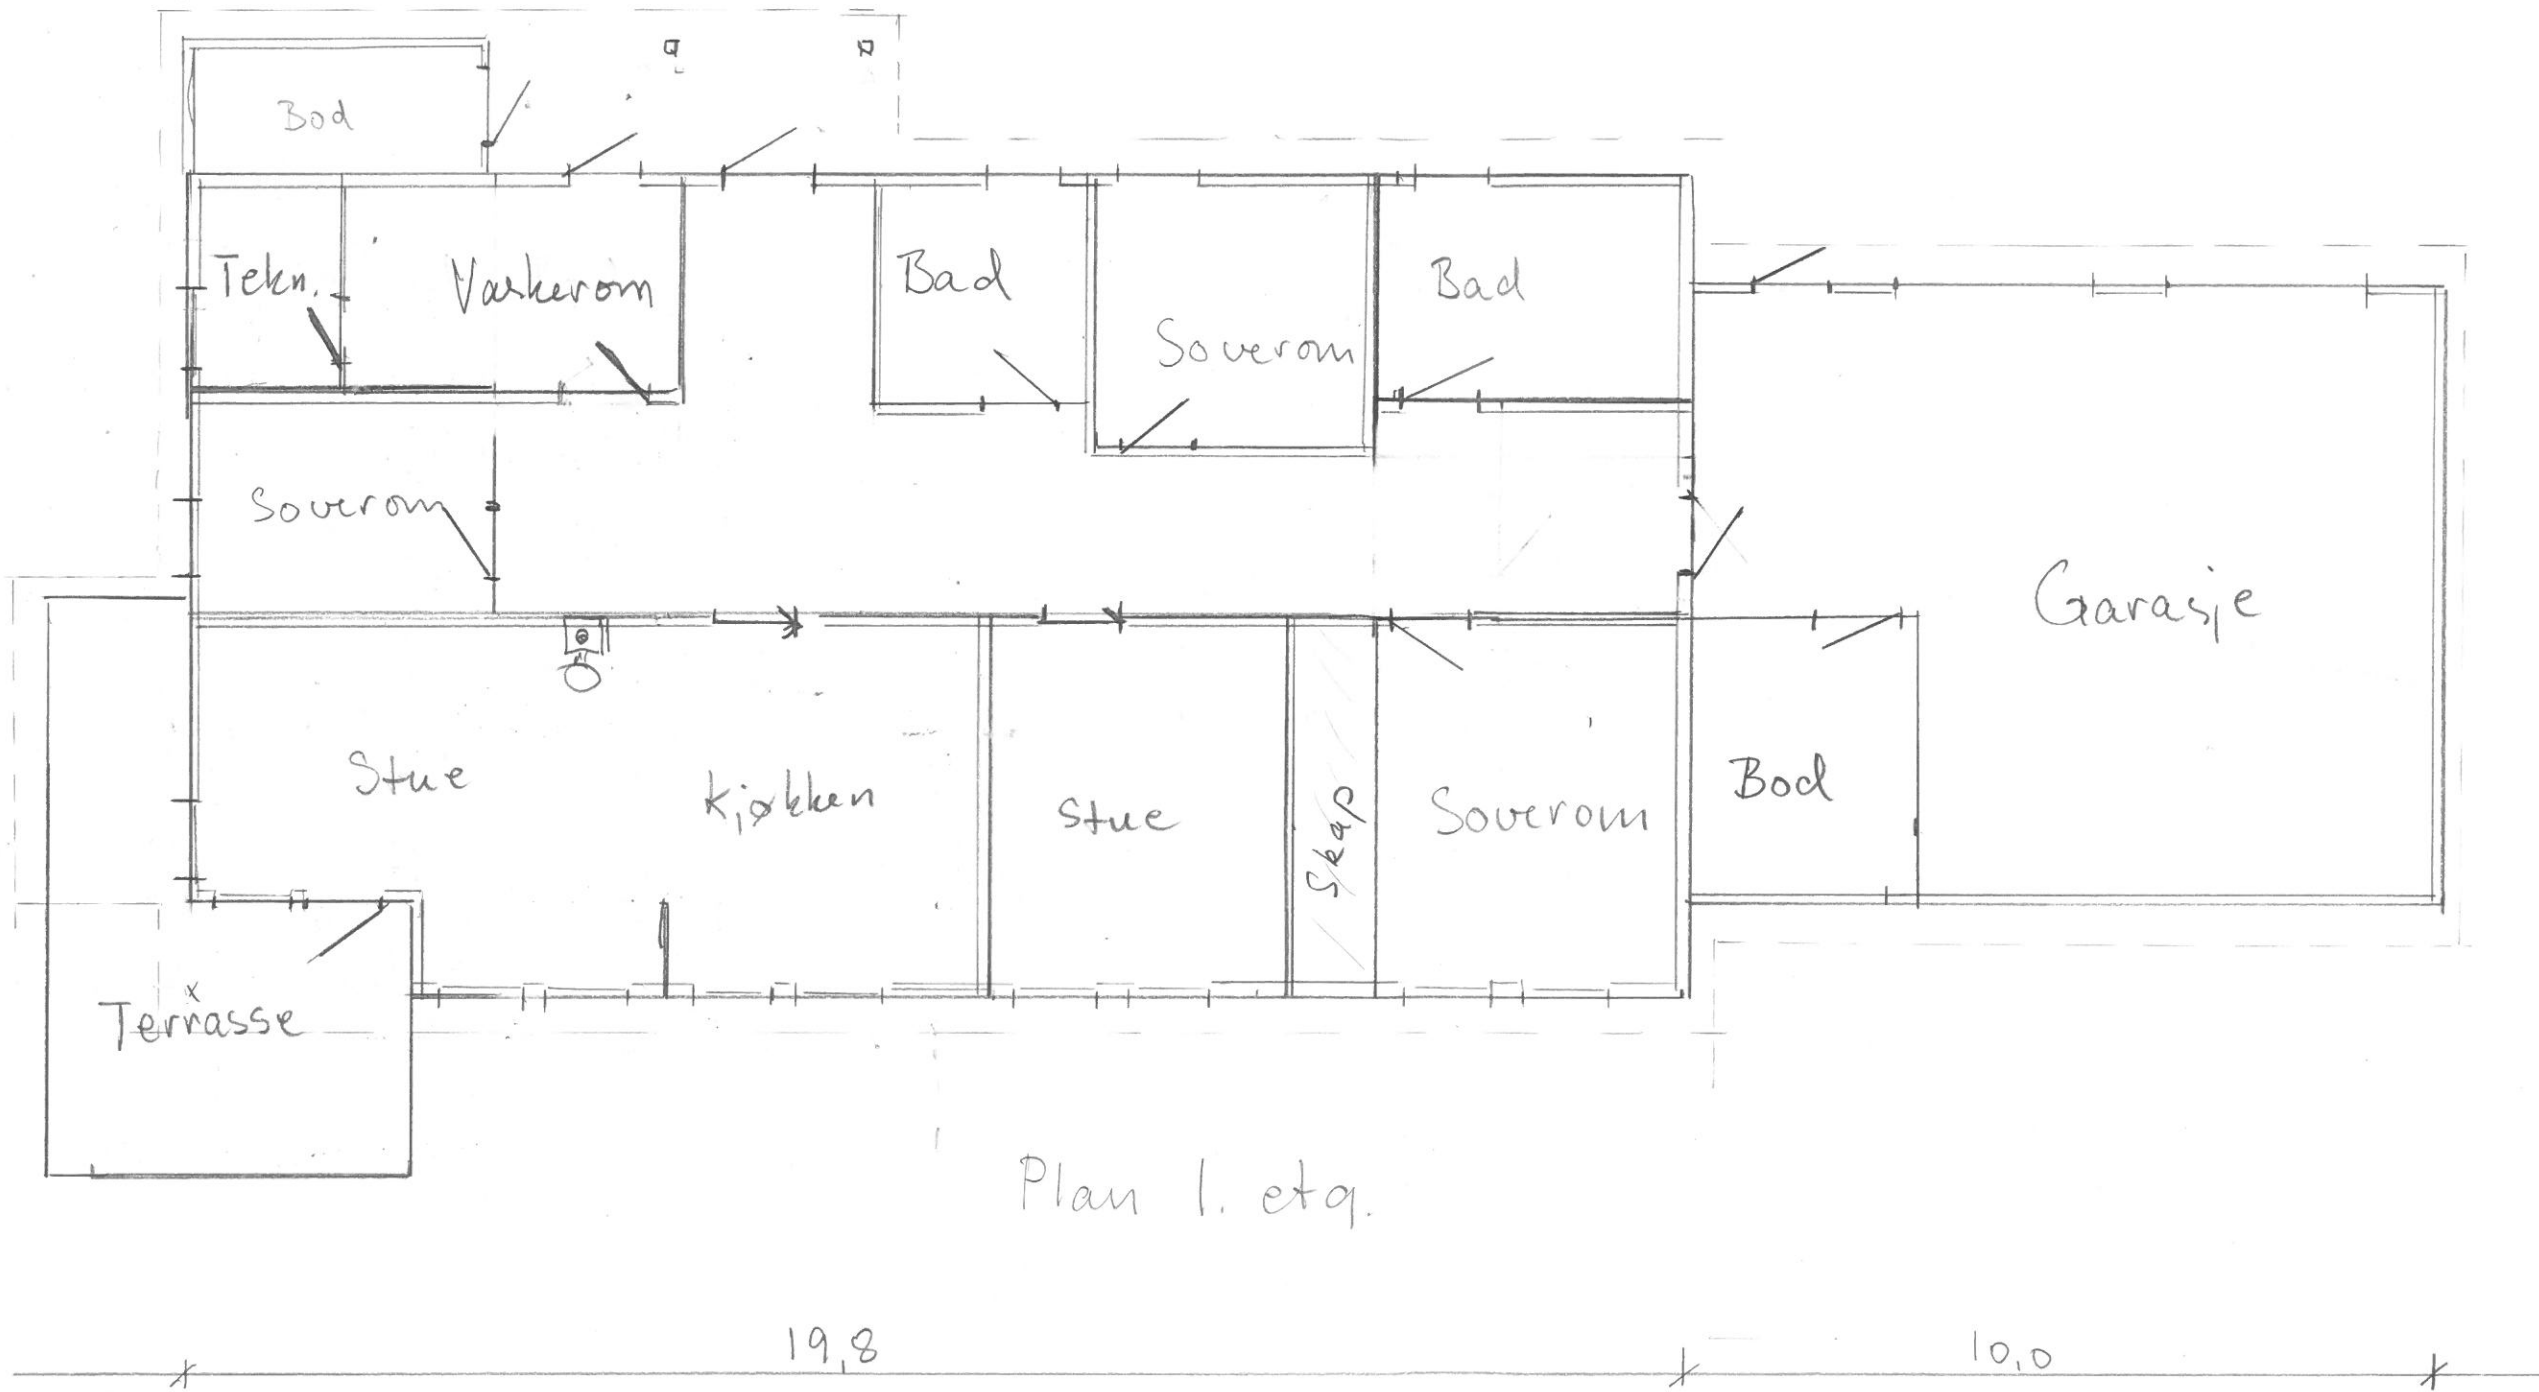 Bod
Tekn.
Vaskerom
Bad
Soverom
Bad
Soverom
Garasje
Stue
Kjøkken
Stue
Skap
Soverom
Bod
Terrasse
x
Plan 1. etg.
19,8
10,0